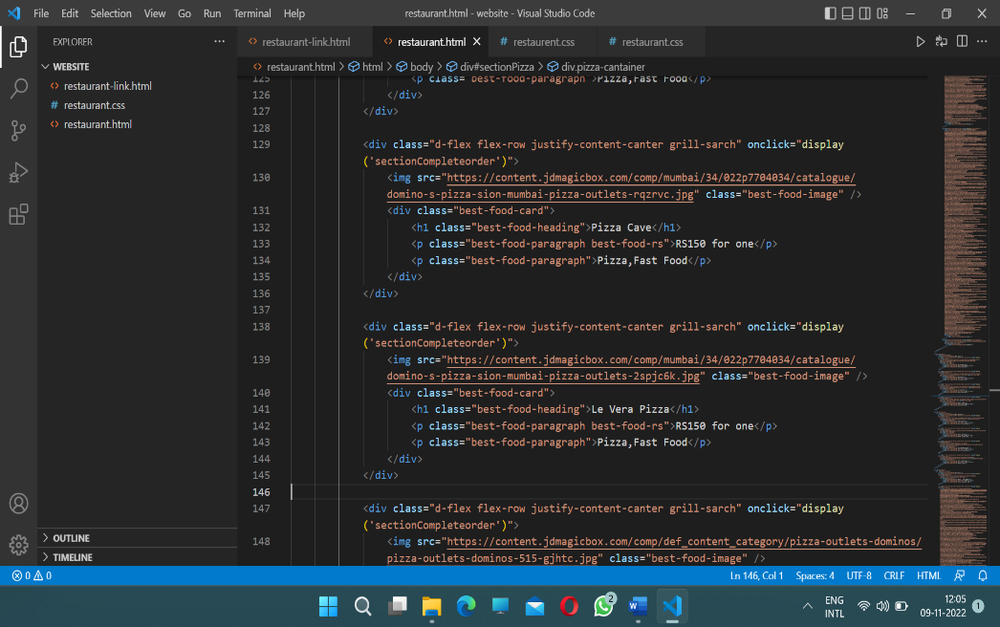 File Edit Selection View Go Run Terminal Help restaurant.html - website - Visual Studio Code
EXPLORER ··· restaurant-link.html restaurant.html # restaurent.css # restaurant.css
WEBSITE restaurant.html > html > body > div#sectionPizza > div.pizza-cantainer
restaurant-link.html
# restaurant.css
restaurant.html
125 <p class="best-food-paragraph">Pizza,Fast Food</p>
126 </div>
127 </div>
128
129 <div class="d-flex flex-row justify-content-canter grill-sarch" onclick="display
('sectionCompleteorder')">
130 <img src="https://content.jdmagicbox.com/comp/mumbai/34/022p7704034/catalogue/
domino-s-pizza-sion-mumbai-pizza-outlets-rqzrvc.jpg" class="best-food-image" />
131 <div class="best-food-card">
132 <h1 class="best-food-heading">Pizza Cave</h1>
133 <p class="best-food-paragraph best-food-rs">RS150 for one</p>
134 <p class="best-food-paragraph">Pizza,Fast Food</p>
135 </div>
136 </div>
137
138 <div class="d-flex flex-row justify-content-canter grill-sarch" onclick="display
('sectionCompleteorder')">
139 <img src="https://content.jdmagicbox.com/comp/mumbai/34/022p7704034/catalogue/
domino-s-pizza-sion-mumbai-pizza-outlets-2spjc6k.jpg" class="best-food-image" />
140 <div class="best-food-card">
141 <h1 class="best-food-heading">Le Vera Pizza</h1>
142 <p class="best-food-paragraph best-food-rs">RS150 for one</p>
143 <p class="best-food-paragraph">Pizza,Fast Food</p>
144 </div>
145 </div>
146
147 <div class="d-flex flex-row justify-content-canter grill-sarch" onclick="display
('sectionCompleteorder')">
148 <img src="https://content.jdmagicbox.com/comp/def_content_category/pizza-outlets-dominos/
pizza-outlets-dominos-515-gjhtc.jpg" class="best-food-image" />
OUTLINE
TIMELINE
0 0 Ln 146, Col 1 Spaces: 4 UTF-8 CRLF HTML
2 ENG 12:05
INTL 09-11-2022 1